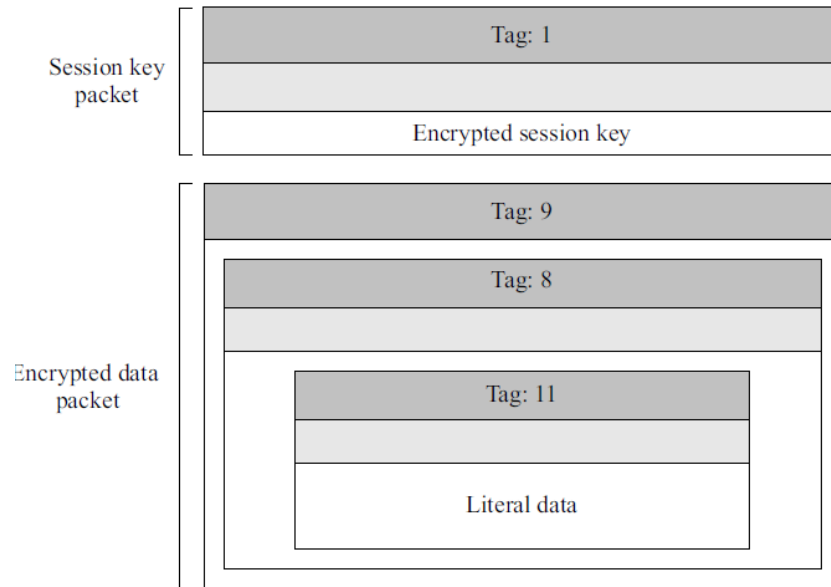 Tag: 1
Session key
packet
Encrypted session key
Tag: 9
Tag: 8
Encrypted data
packet
Tag: 11
Literal data